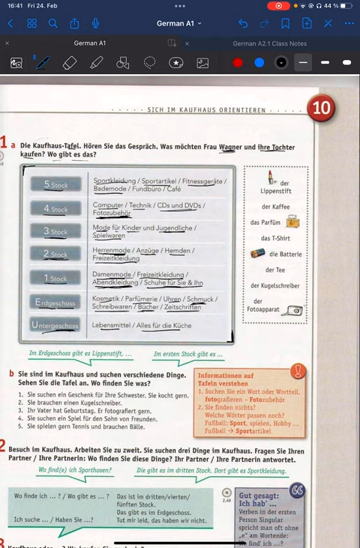 16:41 Fri 24. Feb
44 %
German A1
German A1
German A2.1 Class Notes
SICH IM KAUFHAUS ORIENTIEREN
10
1 a Die Kaufhaus-Tafel. Hören Sie das Gespräch. Was möchten Frau Wagner und ihre Tochter
kaufen? Wo gibt es das?
5. Stock
Sportkleidung / Sportartikel / Fitnessgeräte /
Bademode / Fundbüro / Café
4. Stock
Computer / Technik / CDs und DVDs /
Fotozubehör
3. Stock
Mode für Kinder und Jugendliche /
Spielwaren
2. Stock
Herrenmode / Anzüge / Hemden /
Freizeitkleidung
1. Stock
Damenmode / Freizeitkleidung /
Abendkleidung / Schuhe für Sie & Ihn
Erdgeschoss
Kosmetik / Parfümerie / Uhren / Schmuck /
Schreibwaren / Bücher / Zeitschriften
Untergeschoss
Lebensmittel / Alles für die Küche
der
Lippenstift
der Kaffee
das Parfüm
das T-Shirt
die Batterie
der Tee
der Kugelschreiber
der
Fotoapparat
Im Erdgeschoss gibt es Lippenstift, ...
Im ersten Stock gibt es ...
b Sie sind im Kaufhaus und suchen verschiedene Dinge.
Sehen Sie die Tafel an. Wo finden Sie was?
1. Sie suchen ein Geschenk für Ihre Schwester. Sie kocht gern.
2. Sie brauchen einen Kugelschreiber.
3. Ihr Vater hat Geburtstag. Er fotografiert gern.
4. Sie suchen ein Spiel für den Sohn von Freunden.
5. Sie spielen gern Tennis und brauchen Bälle.
Informationen auf
Tafeln verstehen
1. Suchen Sie ein Wort oder Wortteil.
fotografieren - Fotozubehör
2. Sie finden nichts?
Welche Wörter passen noch?
Fußball: Sport, spielen, Hobby ...
Fußball → Sportartikel
2 Besuch im Kaufhaus. Arbeiten Sie zu zweit. Sie suchen drei Dinge im Kaufhaus. Fragen Sie Ihren
Partner / Ihre Partnerin: Wo finden Sie diese Dinge? Ihr Partner / Ihre Partnerin antwortet.
Wo find(e) ich Sporthosen?
Die gibt es im dritten Stock. Dort gibt es Sportkleidung.
Wo finde ich ... ? / Wo gibt es ... ?
Das ist im dritten/vierten/
fünften Stock.
Das gibt es im Erdgeschoss.
Ich suche ... / Haben Sie ...?
Tut mir leid, das haben wir nicht.
2.40
Gut gesagt:
Ich hab' ...
Verben in der ersten
Person Singular
spricht man oft ohne
„e" am Wortende:
find' ich ...?